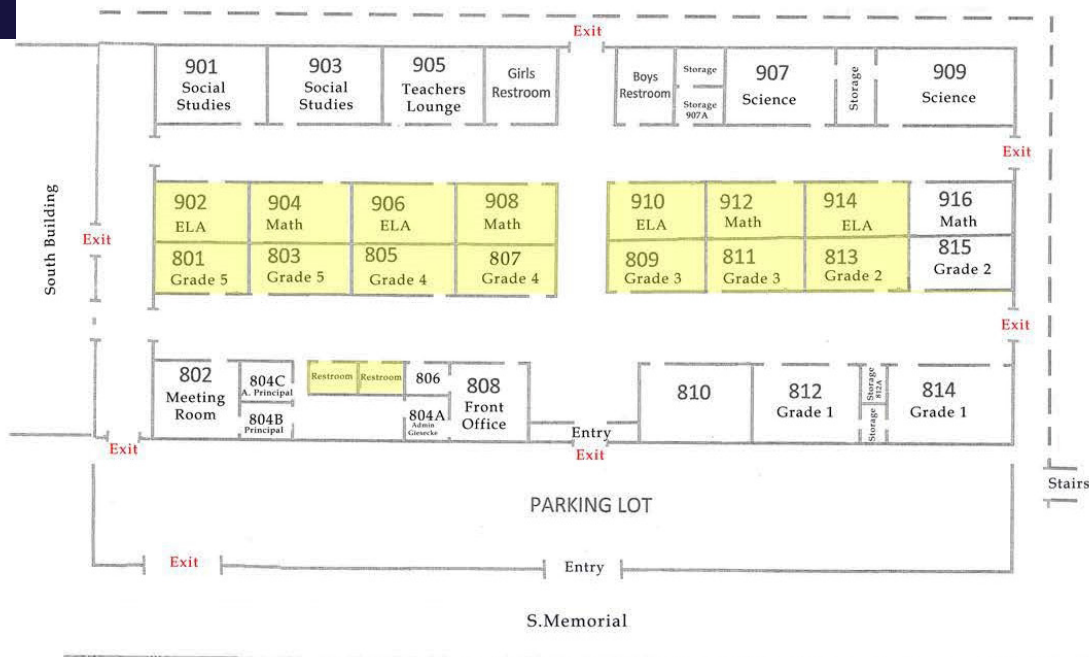 Exit
901
Social
Studies
903
Social
Studies
905
Teachers
Lounge
Girls
Restroom
Boys
Restroom
Storage
Storage
907A
907
Science
Storage
909
Science
Exit
902
ELA
904
Math
906
ELA
908
Math
910
ELA
912
Math
914
ELA
916
Math
South Building
Exit
801
Grade 5
803
Grade 5
805
Grade 4
807
Grade 4
809
Grade 3
811
Grade 3
813
Grade 2
815
Grade 2
Exit
802
Meeting
Room
804C
A. Principal
804B
Principal
Restroom
Restroom
806
804A
Admin
Giesecke
808
Front
Office
810
812
Grade 1
Storage
812A
Storage
814
Grade 1
Exit
Entry
Exit
Stairs
PARKING LOT
Exit
Entry
S.Memorial